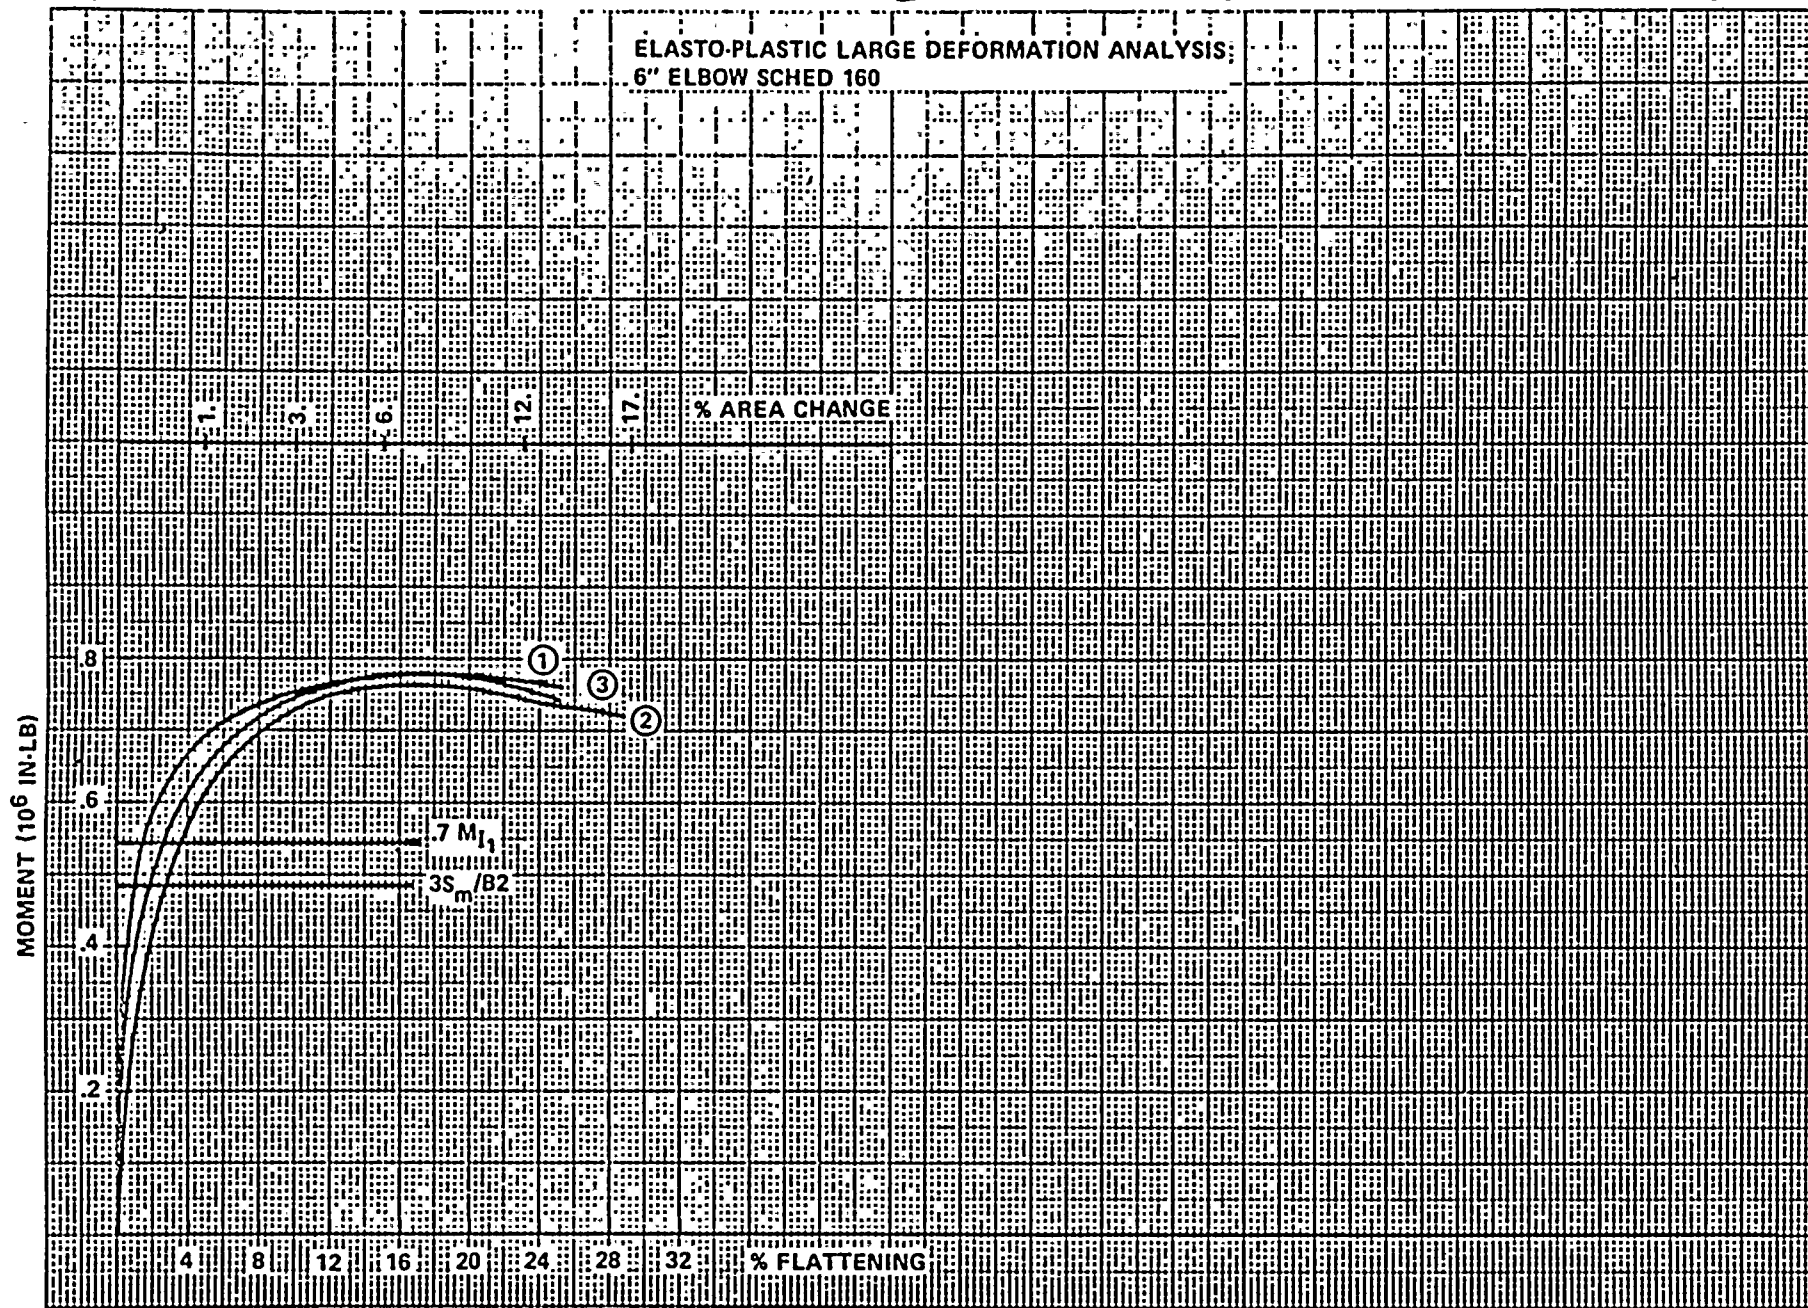 ELASTO-PLASTIC LARGE DEFORMATION ANALYSIS
6" ELBOW SCHED 160
1. 3 6. 12. 17. % AREA CHANGE
.8
①
③
②
.6
.7 M_I1
3S_m/B2
.4
.2
MOMENT (10^6 IN-LB)
4 8 12 16 20 24 28 32 % FLATTENING